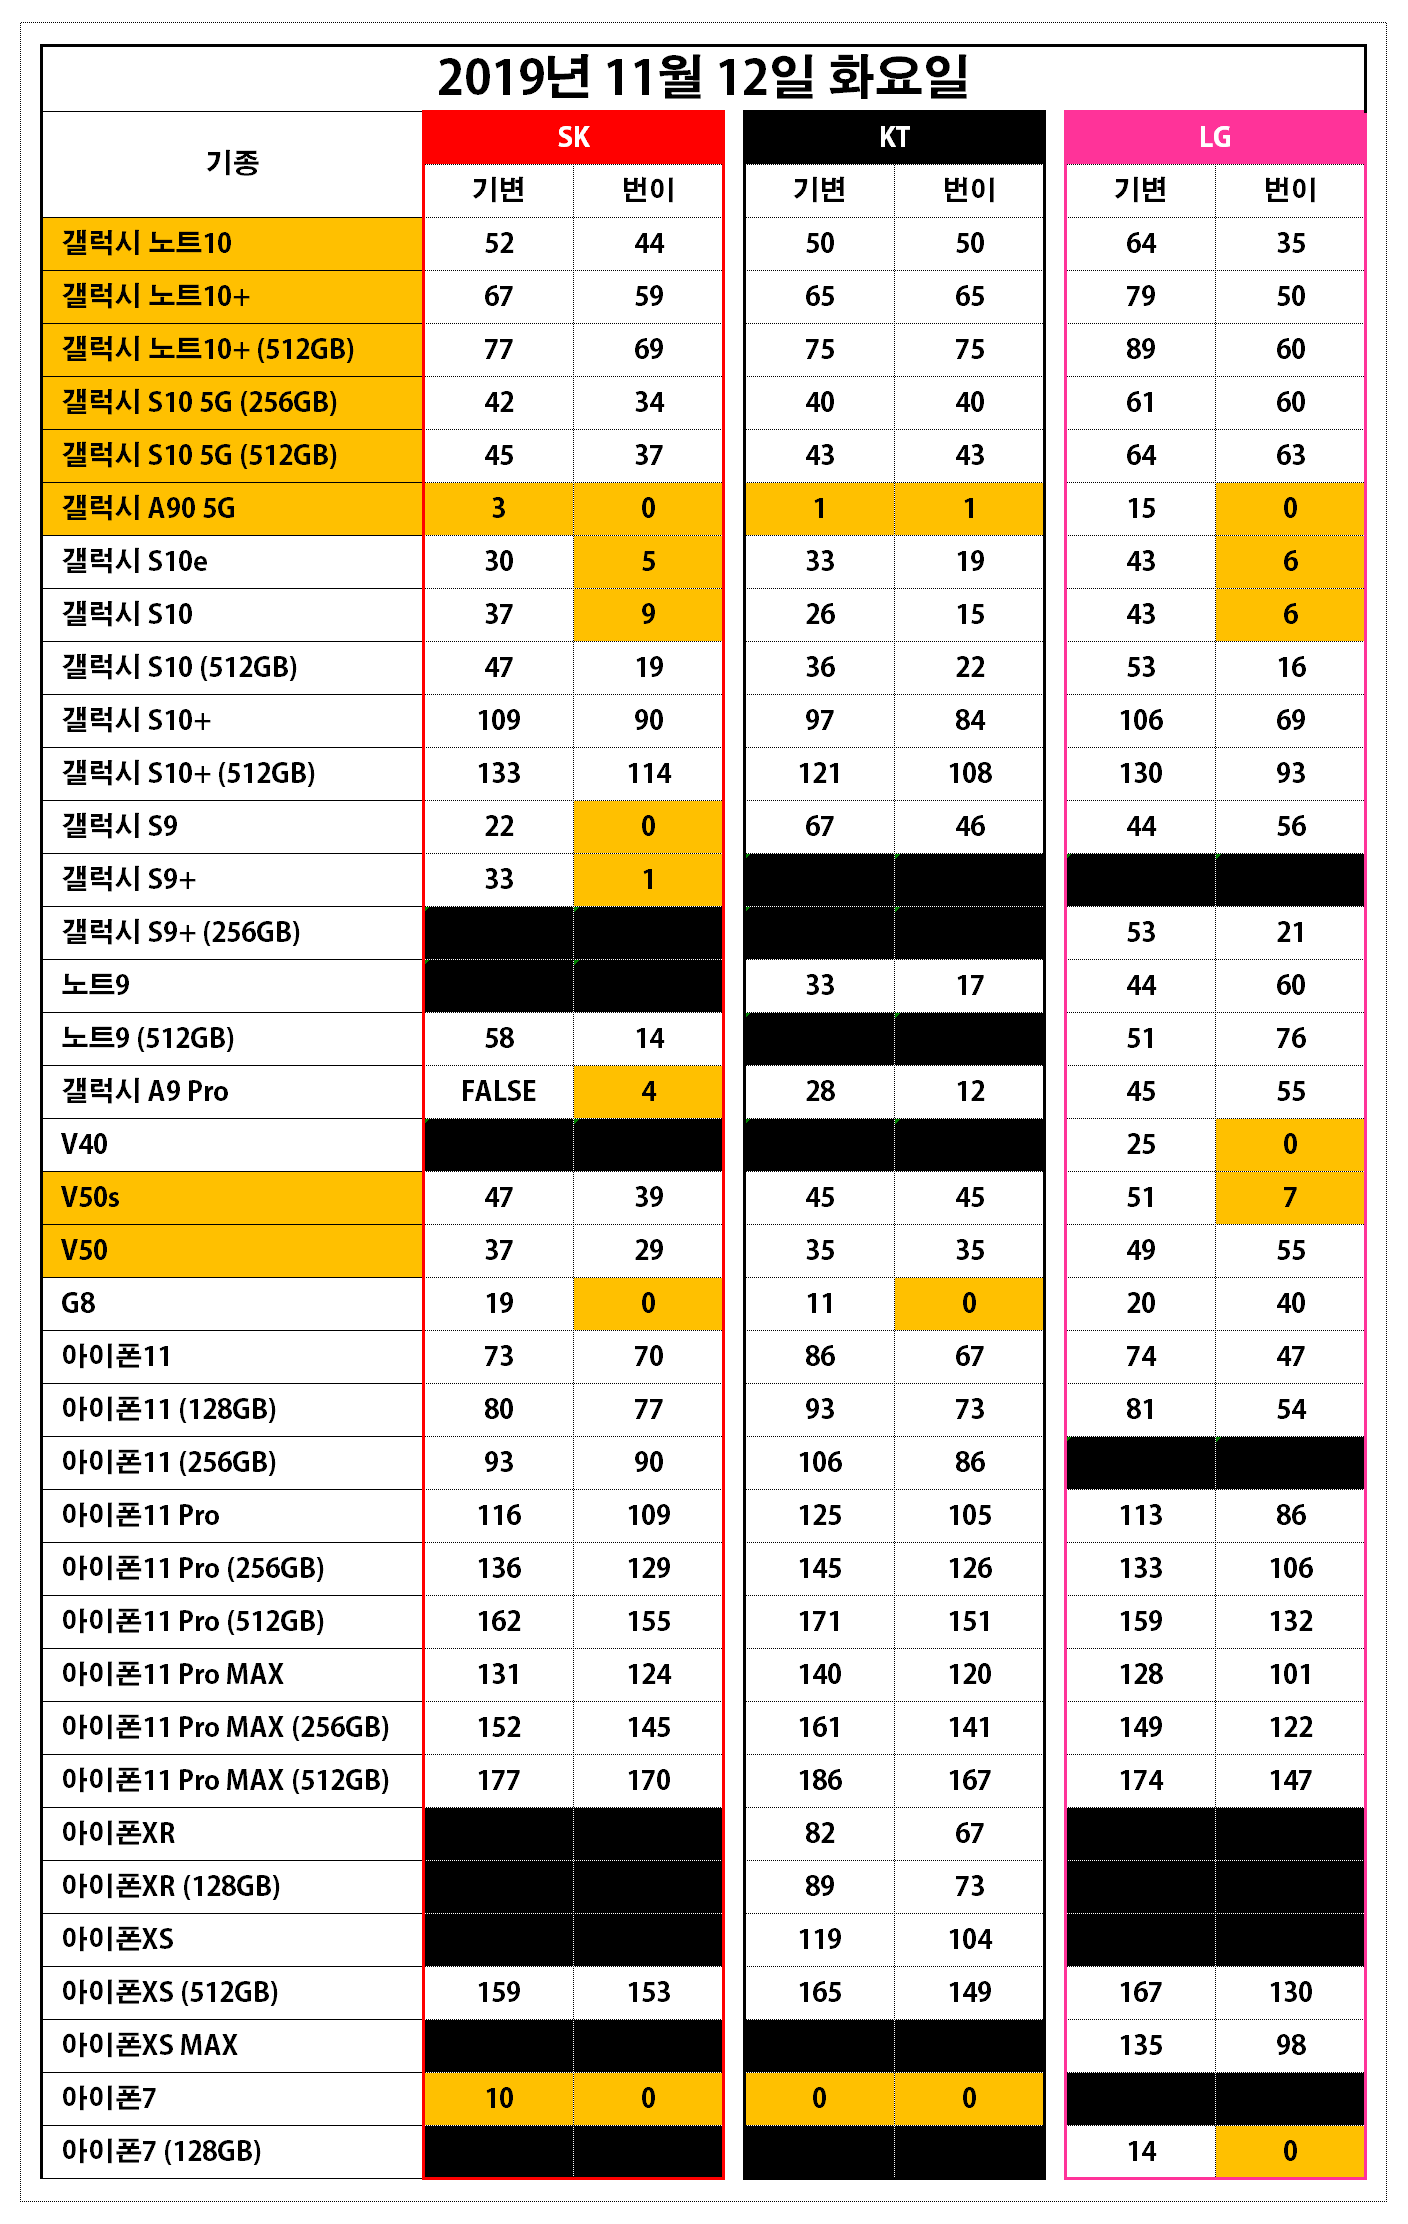 2019년 11월 12일 화요일
기종 SK KT LG
기변 번이 기변 번이 기변 번이
갤럭시 노트10 52 44 50 50 64 35
갤럭시 노트10+ 67 59 65 65 79 50
갤럭시 노트10+ (512GB) 77 69 75 75 89 60
갤럭시 S10 5G (256GB) 42 34 40 40 61 60
갤럭시 S10 5G (512GB) 45 37 43 43 64 63
갤럭시 A90 5G 3 0 1 1 15 0
갤럭시 S10e 30 5 33 19 43 6
갤럭시 S10 37 9 26 15 43 6
갤럭시 S10 (512GB) 47 19 36 22 53 16
갤럭시 S10+ 109 90 97 84 106 69
갤럭시 S10+ (512GB) 133 114 121 108 130 93
갤럭시 S9 22 0 67 46 44 56
갤럭시 S9+ 33 1
갤럭시 S9+ (256GB) 53 21
노트9 33 17 44 60
노트9 (512GB) 58 14 51 76
갤럭시 A9 Pro FALSE 4 28 12 45 55
V40 25 0
V50s 47 39 45 45 51 7
V50 37 29 35 35 49 55
G8 19 0 11 0 20 40
아이폰11 73 70 86 67 74 47
아이폰11 (128GB) 80 77 93 73 81 54
아이폰11 (256GB) 93 90 106 86
아이폰11 Pro 116 109 125 105 113 86
아이폰11 Pro (256GB) 136 129 145 126 133 106
아이폰11 Pro (512GB) 162 155 171 151 159 132
아이폰11 Pro MAX 131 124 140 120 128 101
아이폰11 Pro MAX (256GB) 152 145 161 141 149 122
아이폰11 Pro MAX (512GB) 177 170 186 167 174 147
아이폰XR 82 67
아이폰XR (128GB) 89 73
아이폰XS 119 104
아이폰XS (512GB) 159 153 165 149 167 130
아이폰XS MAX 135 98
아이폰7 10 0 0 0
아이폰7 (128GB) 14 0